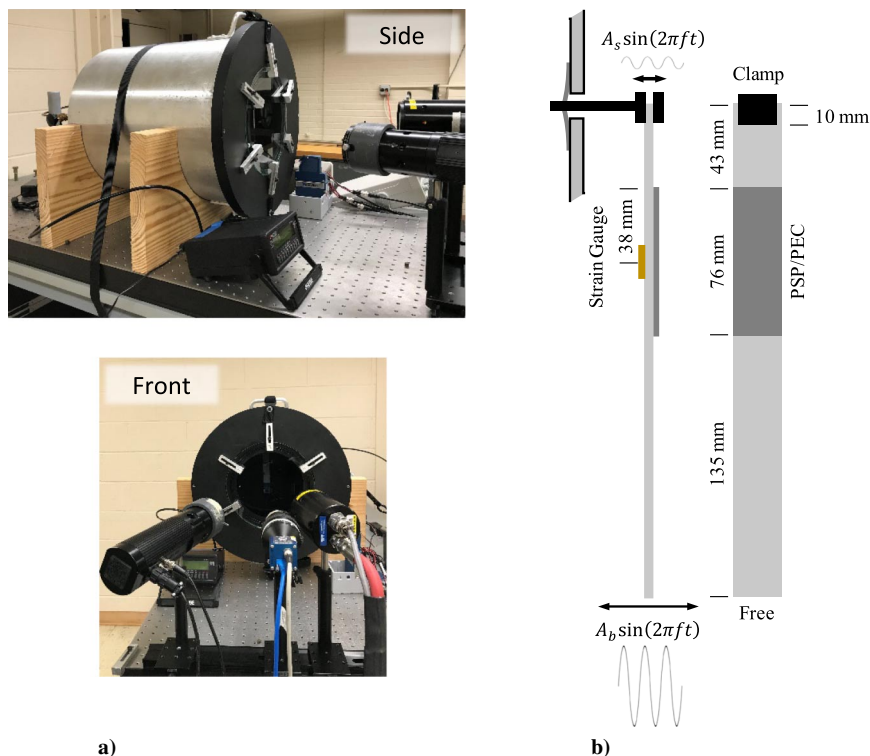 Side
Front
a)
A_s sin(2πft)
Clamp
10 mm
43 mm
38 mm
Strain Gauge
76 mm
PSP/PEC
135 mm
Free
A_b sin(2πft)
b)